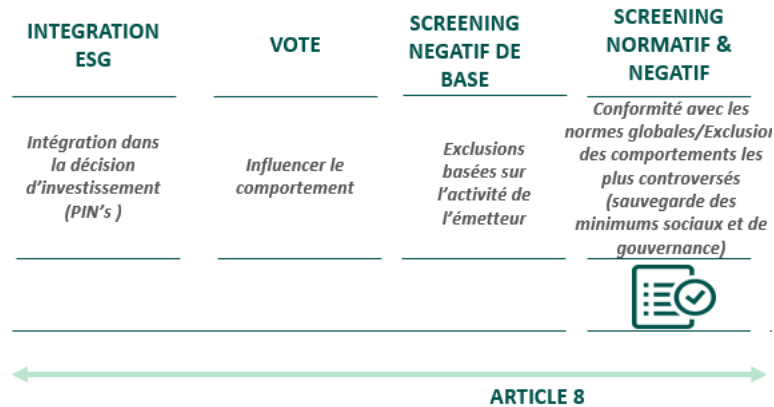 INTEGRATION
ESG
VOTE
SCREENING
NEGATIF DE
BASE
SCREENING
NORMATIF &
NEGATIF
Intégration dans
la décision
d'investissement
(PIN's )
Influencer le
comportement
Exclusions
basées sur
l'activité de
l'émetteur
Conformité avec les
normes globales/Exclusion
des comportements les
plus controversés
(sauvegarde des
minimums sociaux et de
gouvernance)
ARTICLE 8